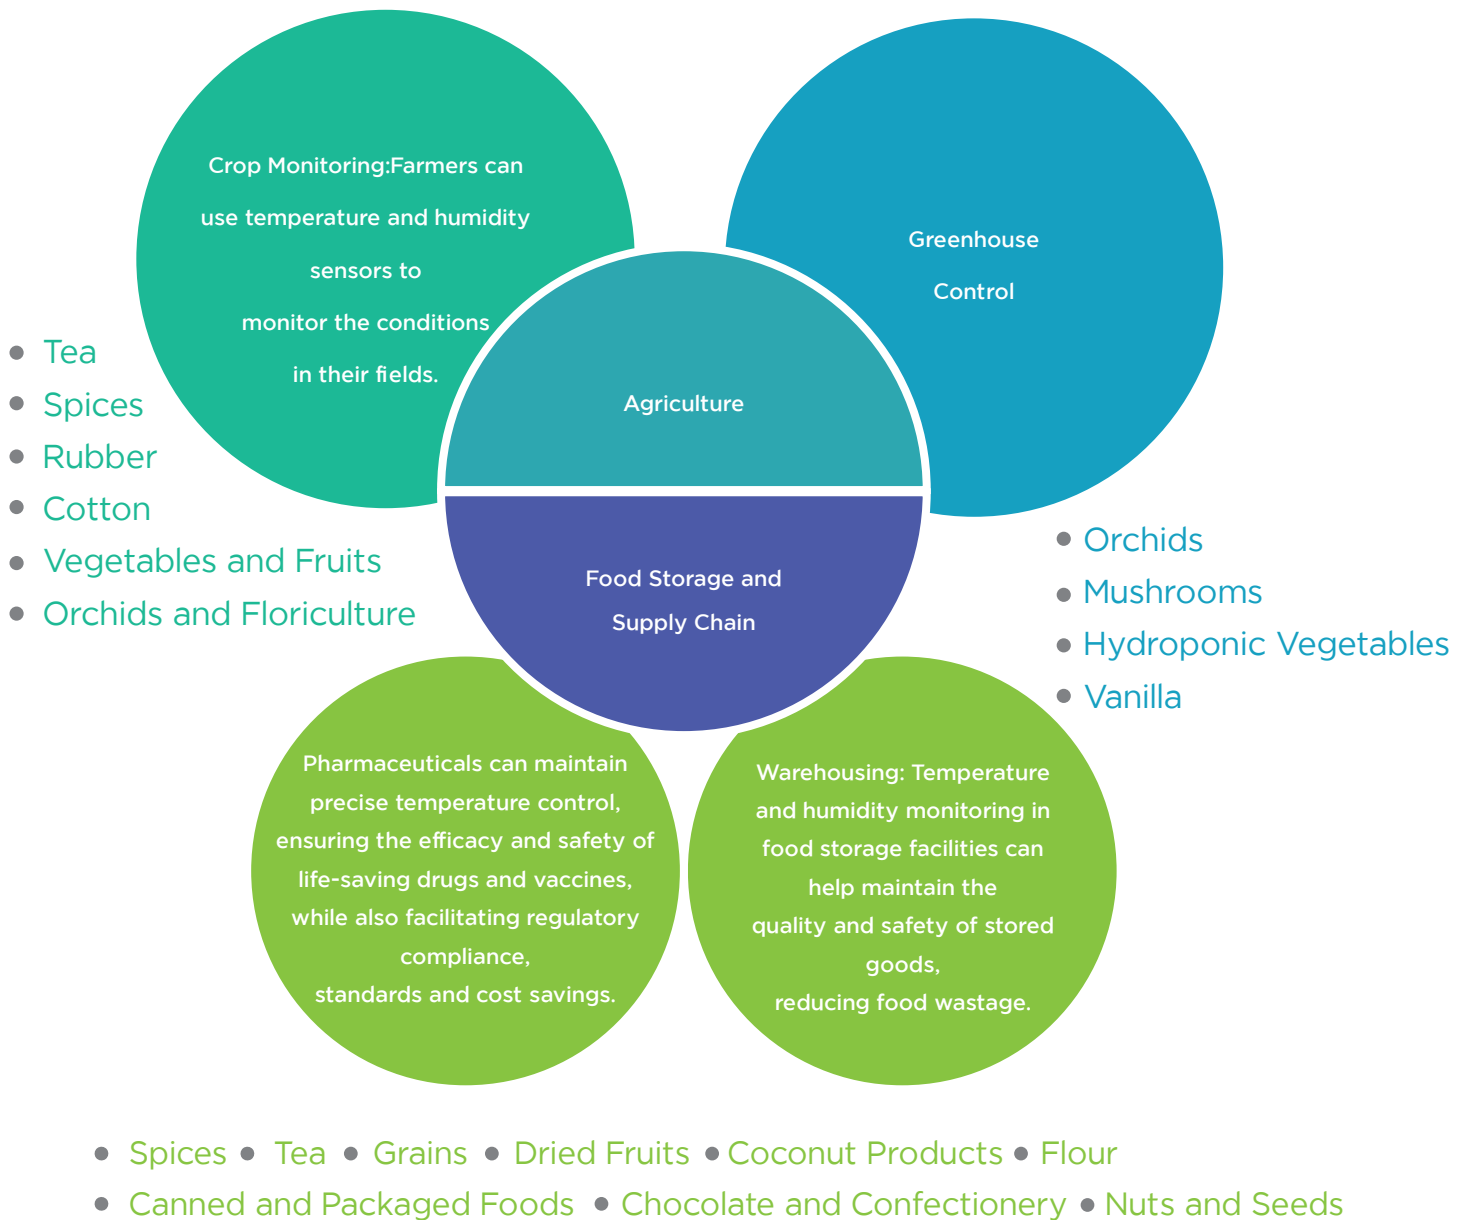 Crop Monitoring:Farmers can
use temperature and humidity
sensors to
monitor the conditions
in their fields.
Greenhouse
Control
Agriculture
Food Storage and
Supply Chain
• Tea
• Spices
• Rubber
• Cotton
• Vegetables and Fruits
• Orchids and Floriculture
• Orchids
• Mushrooms
• Hydroponic Vegetables
• Vanilla
Pharmaceuticals can maintain
precise temperature control,
ensuring the efficacy and safety of
life-saving drugs and vaccines,
while also facilitating regulatory
compliance,
standards and cost savings.
Warehousing: Temperature
and humidity monitoring in
food storage facilities can
help maintain the
quality and safety of stored
goods,
reducing food wastage.
• Spices • Tea • Grains • Dried Fruits • Coconut Products • Flour
• Canned and Packaged Foods • Chocolate and Confectionery • Nuts and Seeds